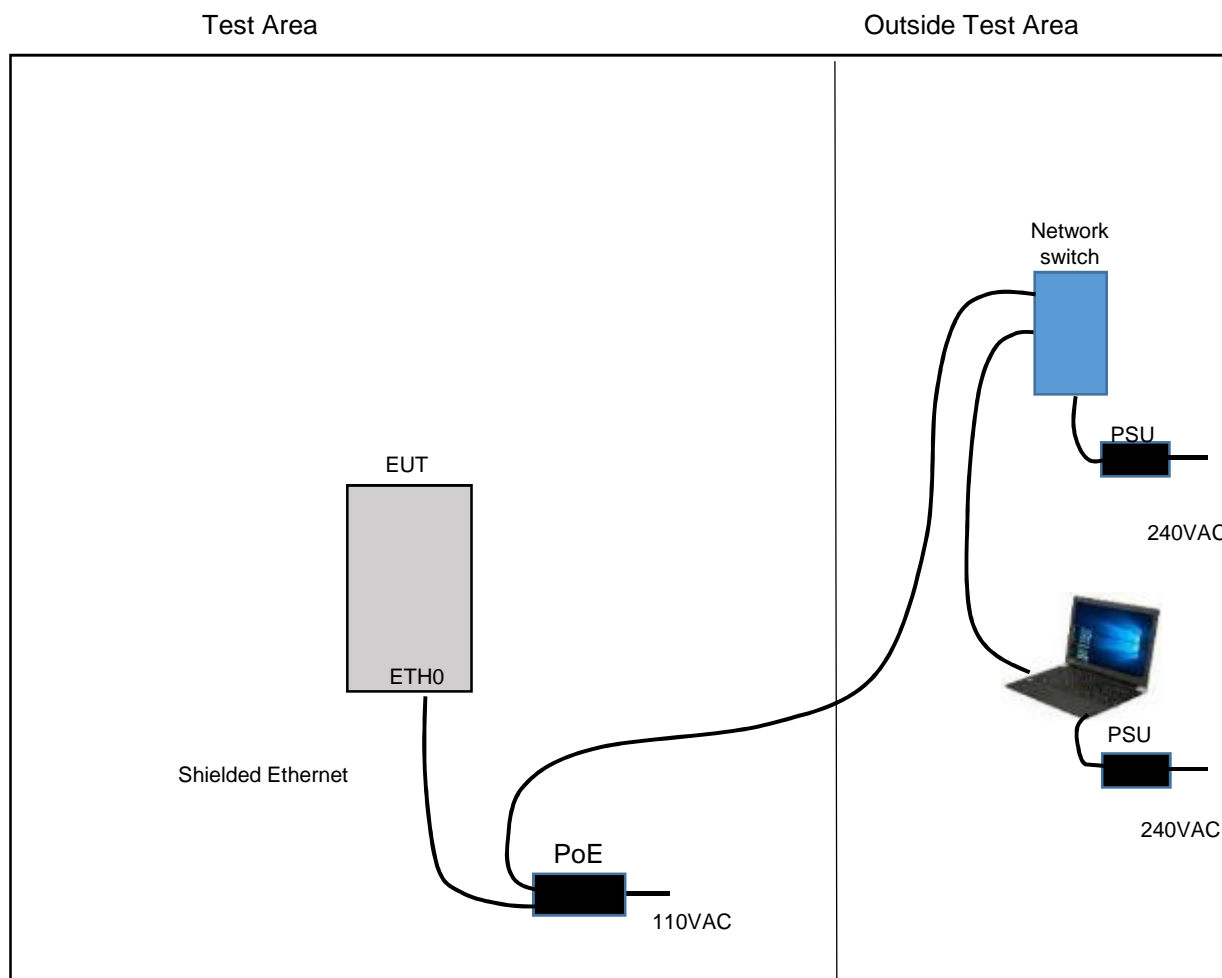 Test Area
Outside Test Area
Network
switch
PSU
EUT
240VAC
ETH0
PSU
Shielded Ethernet
240VAC
PoE
110VAC